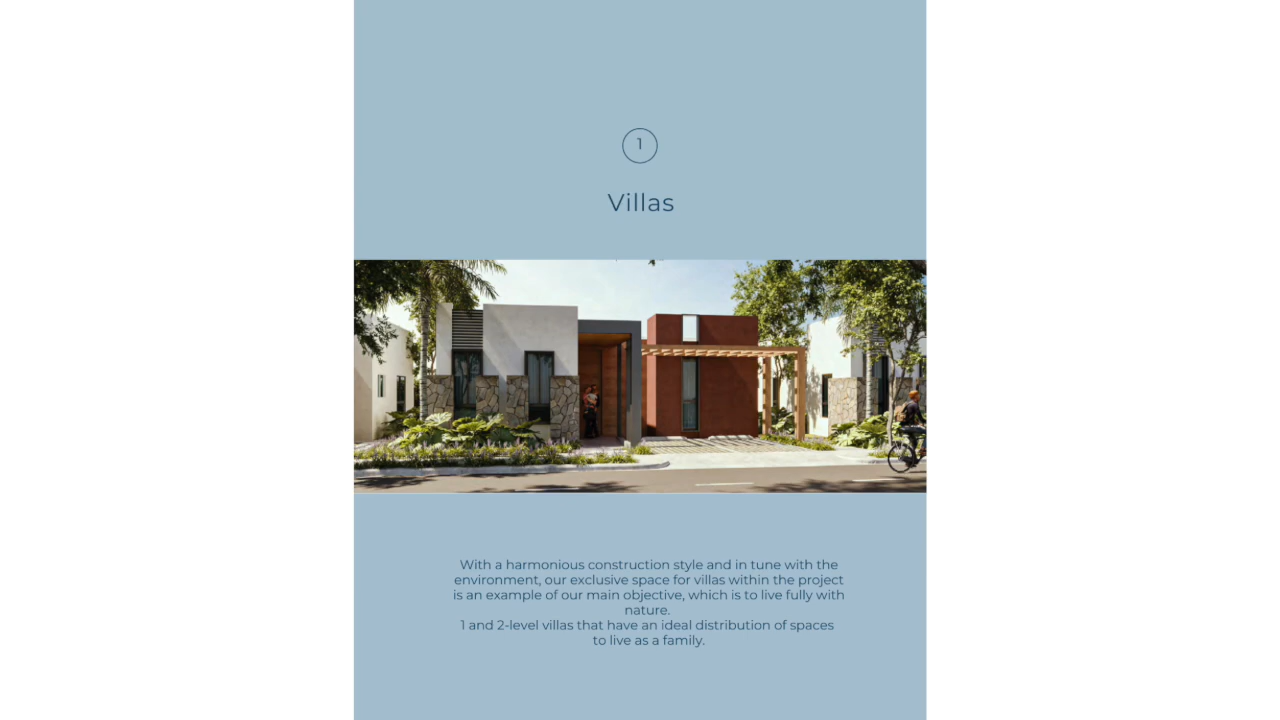 1
Villas
With a harmonious construction style and in tune with the
environment, our exclusive space for villas within the project
is an example of our main objective, which is to live fully with
nature.
1 and 2-level villas that have an ideal distribution of spaces
to live as a family.